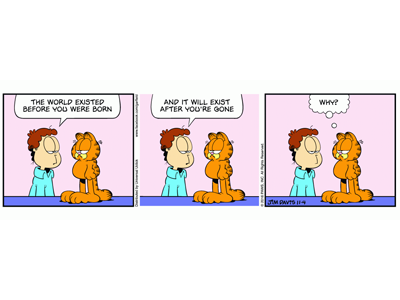 THE WORLD EXISTED
BEFORE YOU WERE BORN
AND IT WILL EXIST
AFTER YOU'RE GONE
WHY?
JIM DAVIS 11-4